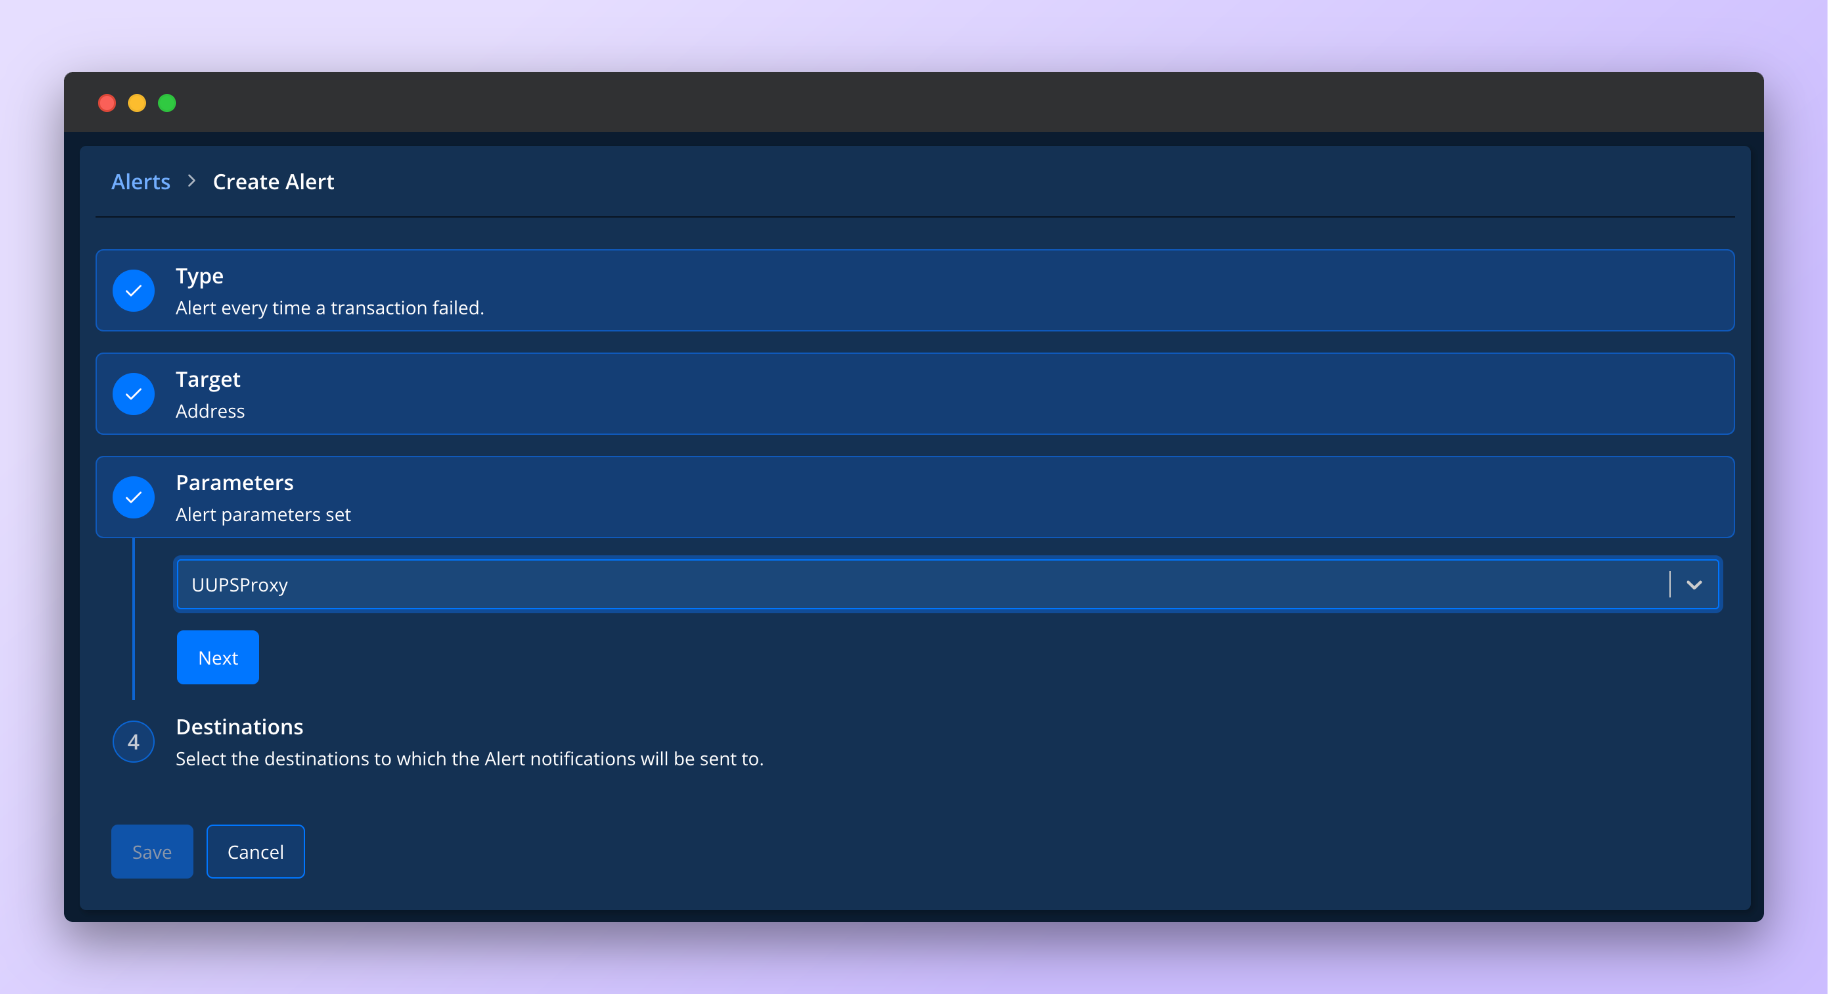 Alerts > Create Alert
Type
Alert every time a transaction failed.
Target
Address
Parameters
Alert parameters set
UUPSProxy
Next
4
Destinations
Select the destinations to which the Alert notifications will be sent to.
Save
Cancel